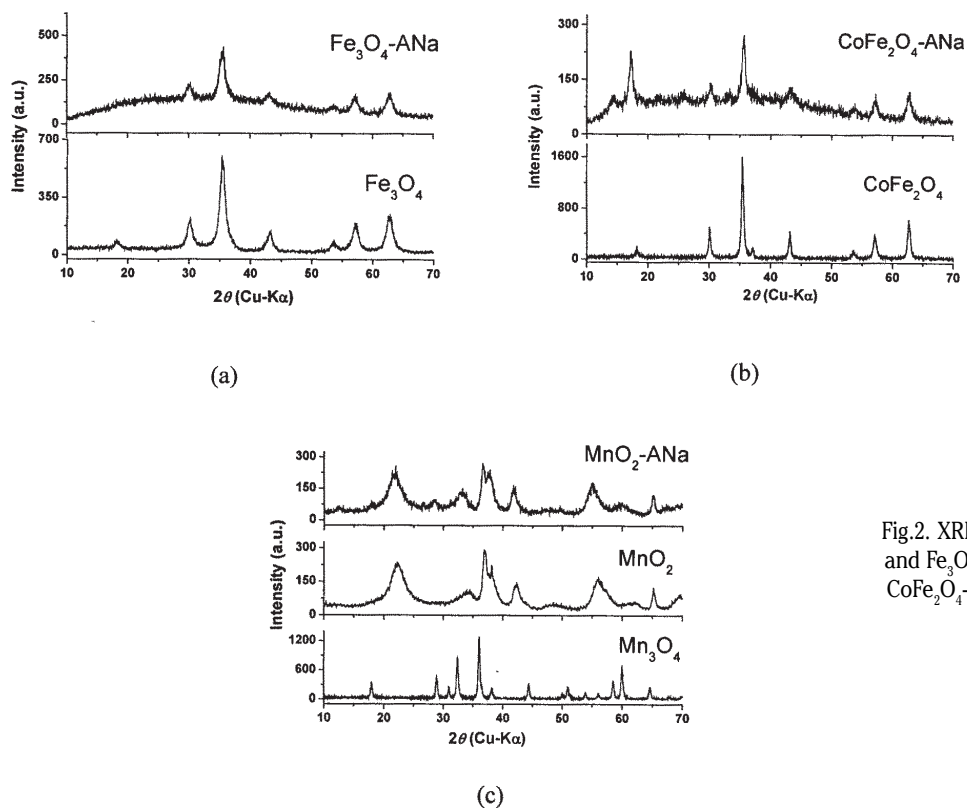 Fe₃O₄-ANa
500
250
0
Fe₃O₄
700
350
0
Intensity (a.u.)
10 20 30 40 50 60 70
2θ (Cu-Kα)
(a)
CoFe₂O₄-ANa
300
150
0
CoFe₂O₄
1600
800
0
Intensity (a.u.)
10 20 30 40 50 60 70
2θ (Cu-Kα)
(b)
MnO₂-ANa
300
150
0
MnO₂
300
150
0
Mn₃O₄
1200
600
0
Intensity (a.u.)
10 20 30 40 50 60 70
2θ (Cu-Kα)
(c)
Fig.2. XRI
and Fe₃O
CoFe₂O₄-